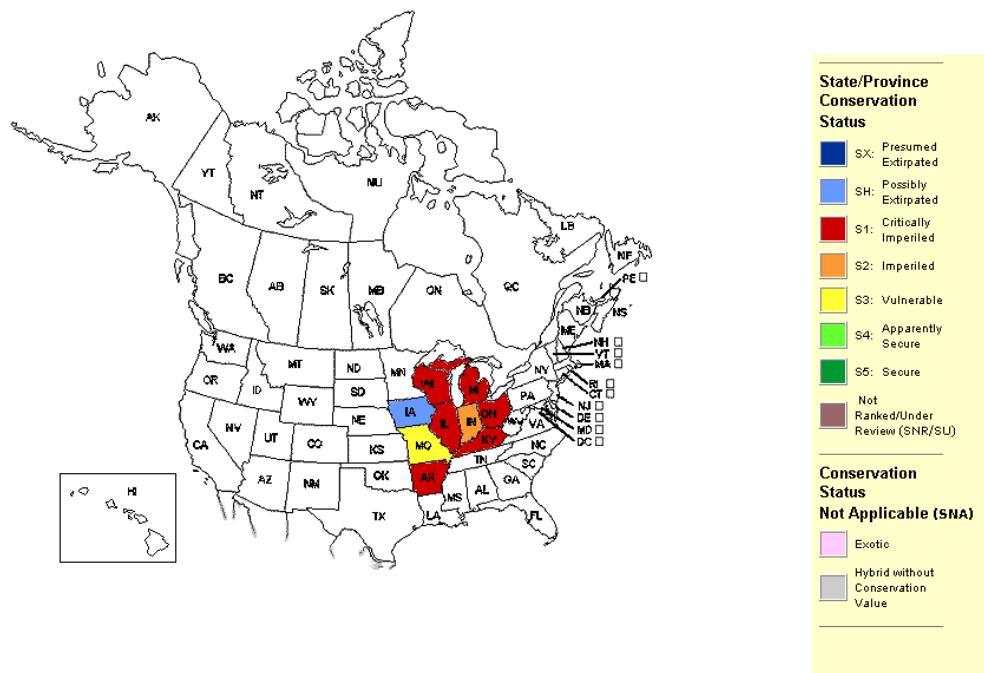 AK
YT
NT
NU
BC
AB
SK
MB
ON
QC
LB
NF
PE
NB
NS
ME
NH
VT
MA
RI
CT
NJ
DE
MD
DC
WA
OR
ID
MT
ND
SD
WY
NE
MN
WI
MI
IA
IL
IN
OH
PA
NY
WV
VA
KY
MO
KS
CO
UT
NV
CA
AZ
NM
OK
AR
TN
NC
SC
GA
AL
MS
LA
TX
FL
HI
State/Province
Conservation
Status
SX: Presumed
Extirpated
SH: Possibly
Extirpated
S1: Critically
Imperiled
S2: Imperiled
S3: Vulnerable
S4: Apparently
Secure
S5: Secure
Not
Ranked/Under
Review (SNR/SU)
Conservation
Status
Not Applicable (SNA)
Exotic
Hybrid without
Conservation
Value